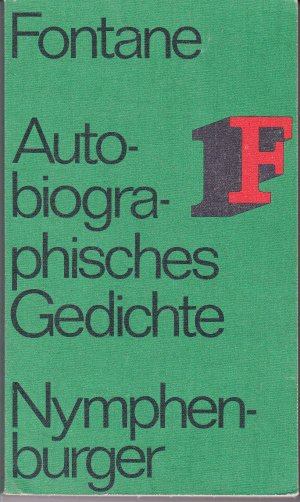 Fontane
Auto-
biogra-
phisches
Gedichte
F
Nymphen-
burger